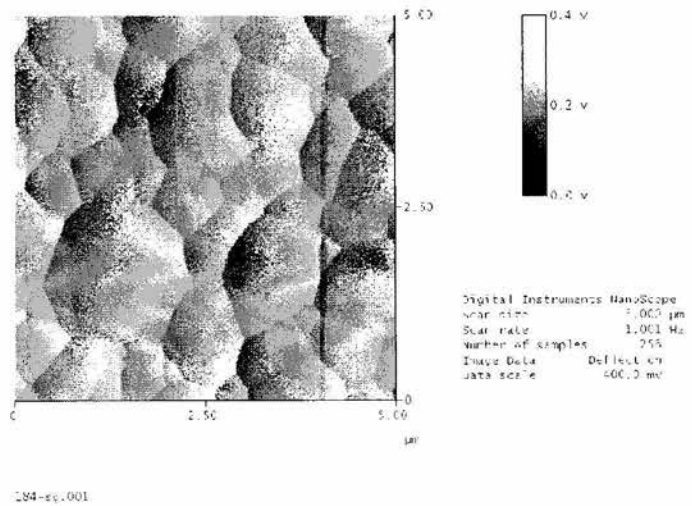 5.00
0.4 V
0.2 V
0.0 V
2.50
Digital Instruments NanoScope
Scan size 5.000 µm
Scan rate 1.001 Hz
Number of samples 256
Image Data Deflection
Data scale 400.0 mV
0
0 2.50 5.00
µm
184-sq.001